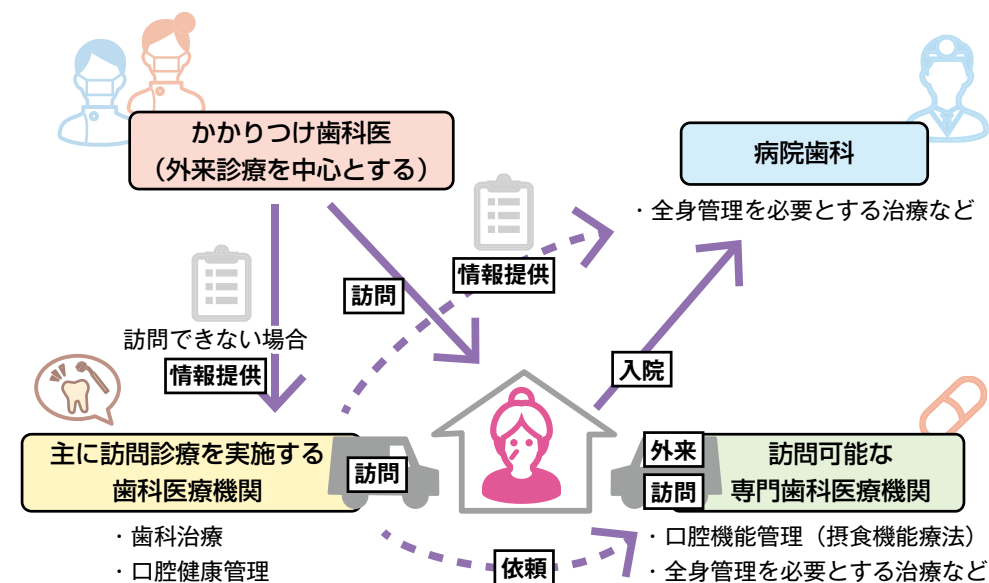 かかりつけ歯科医
（外来診療を中心とする）
病院歯科
・全身管理を必要とする治療など
情報提供
訪問
訪問できない場合
情報提供
入院
主に訪問診療を実施する
歯科医療機関
訪問
外来
訪問
訪問可能な
専門歯科医療機関
・歯科治療
・口腔健康管理
依頼
・口腔機能管理（摂食機能療法）
・全身管理を必要とする治療など